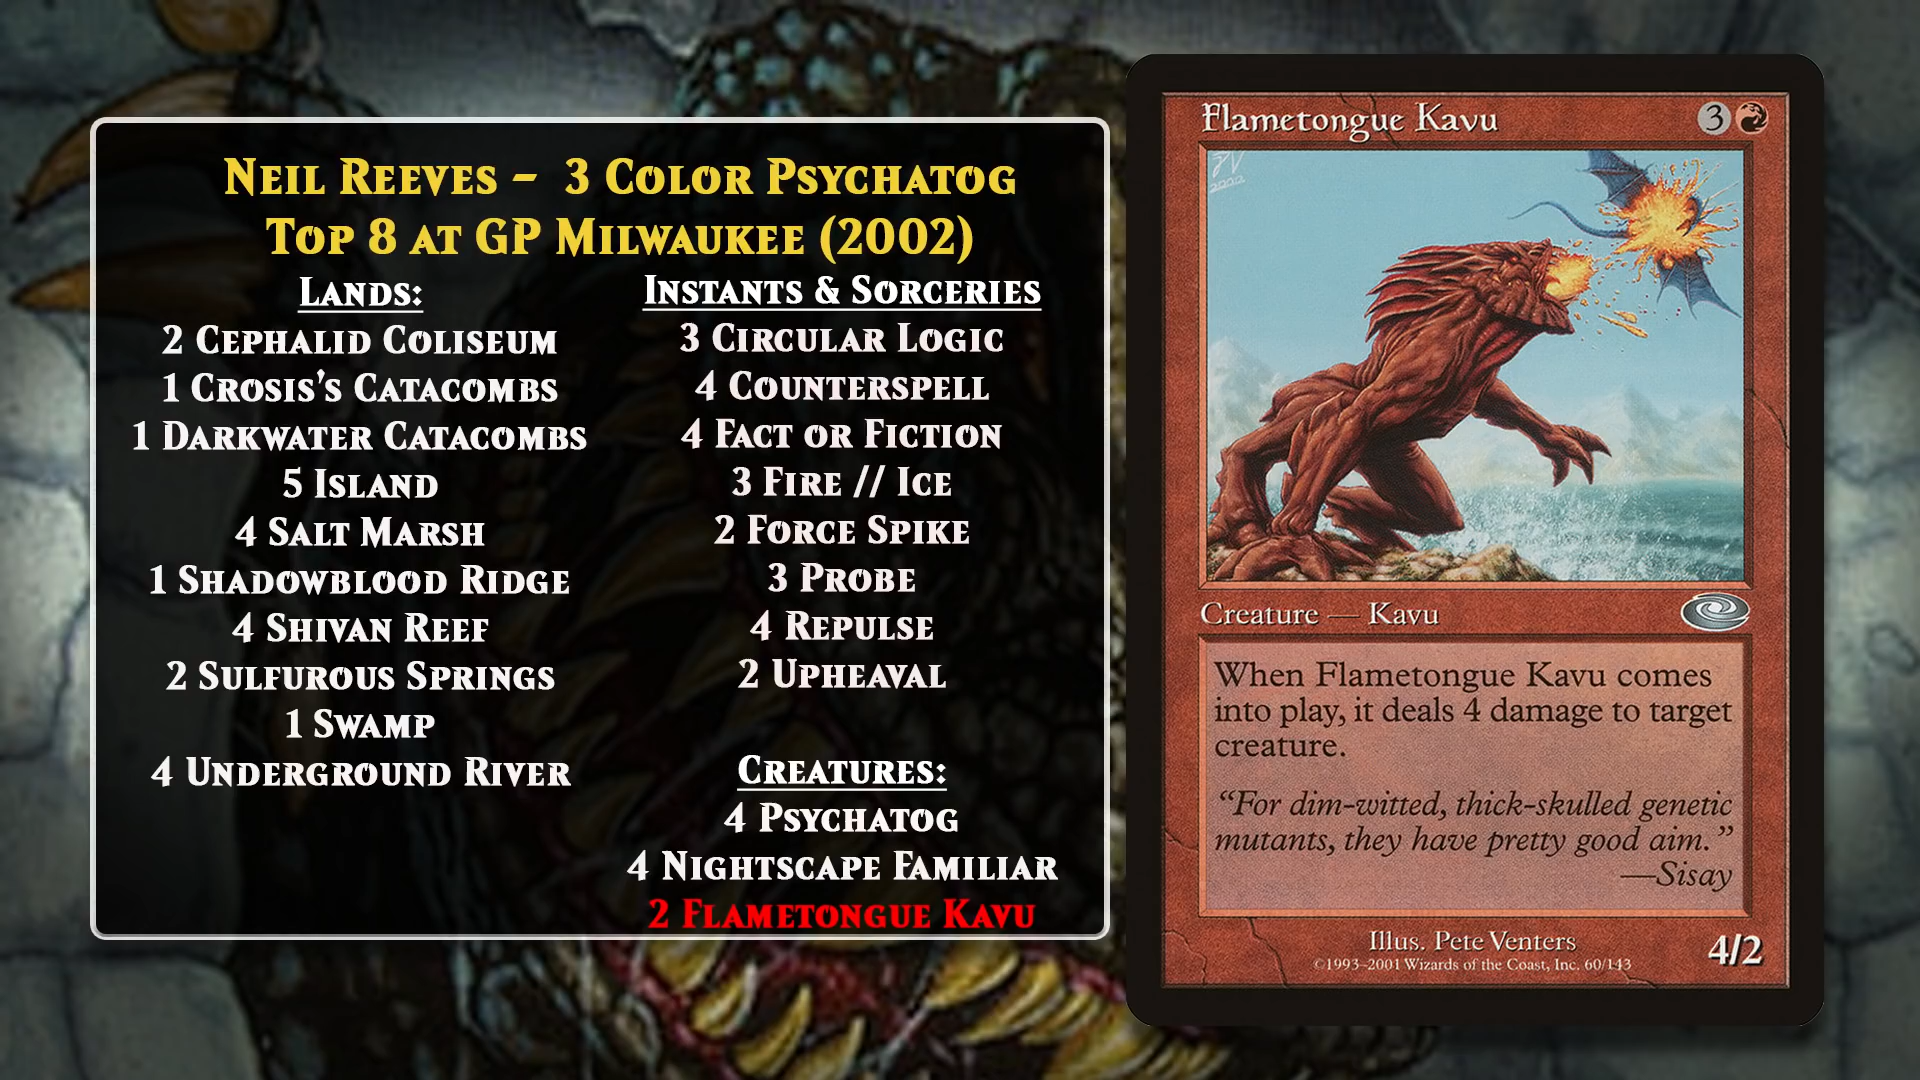 Neil Reeves – 3 Color Psychatog
Top 8 at GP Milwaukee (2002)
Lands:
2 Cephalid Coliseum
1 Crosis's Catacombs
1 Darkwater Catacombs
5 Island
4 Salt Marsh
1 Shadowblood Ridge
4 Shivan Reef
2 Sulfurous Springs
1 Swamp
4 Underground River
Instants & Sorceries
3 Circular Logic
4 Counterspell
4 Fact or Fiction
3 Fire // Ice
2 Force Spike
3 Probe
4 Repulse
2 Upheaval
Creatures:
4 Psychatog
4 Nightscape Familiar
2 Flametongue Kavu
Flametongue Kavu 3
PV
2000
Creature — Kavu
When Flametongue Kavu comes
into play, it deals 4 damage to target
creature.
“For dim-witted, thick-skulled genetic
mutants, they have pretty good aim.”
—Sisay
Illus. Pete Venters
©1993–2001 Wizards of the Coast, Inc. 60/143
4/2